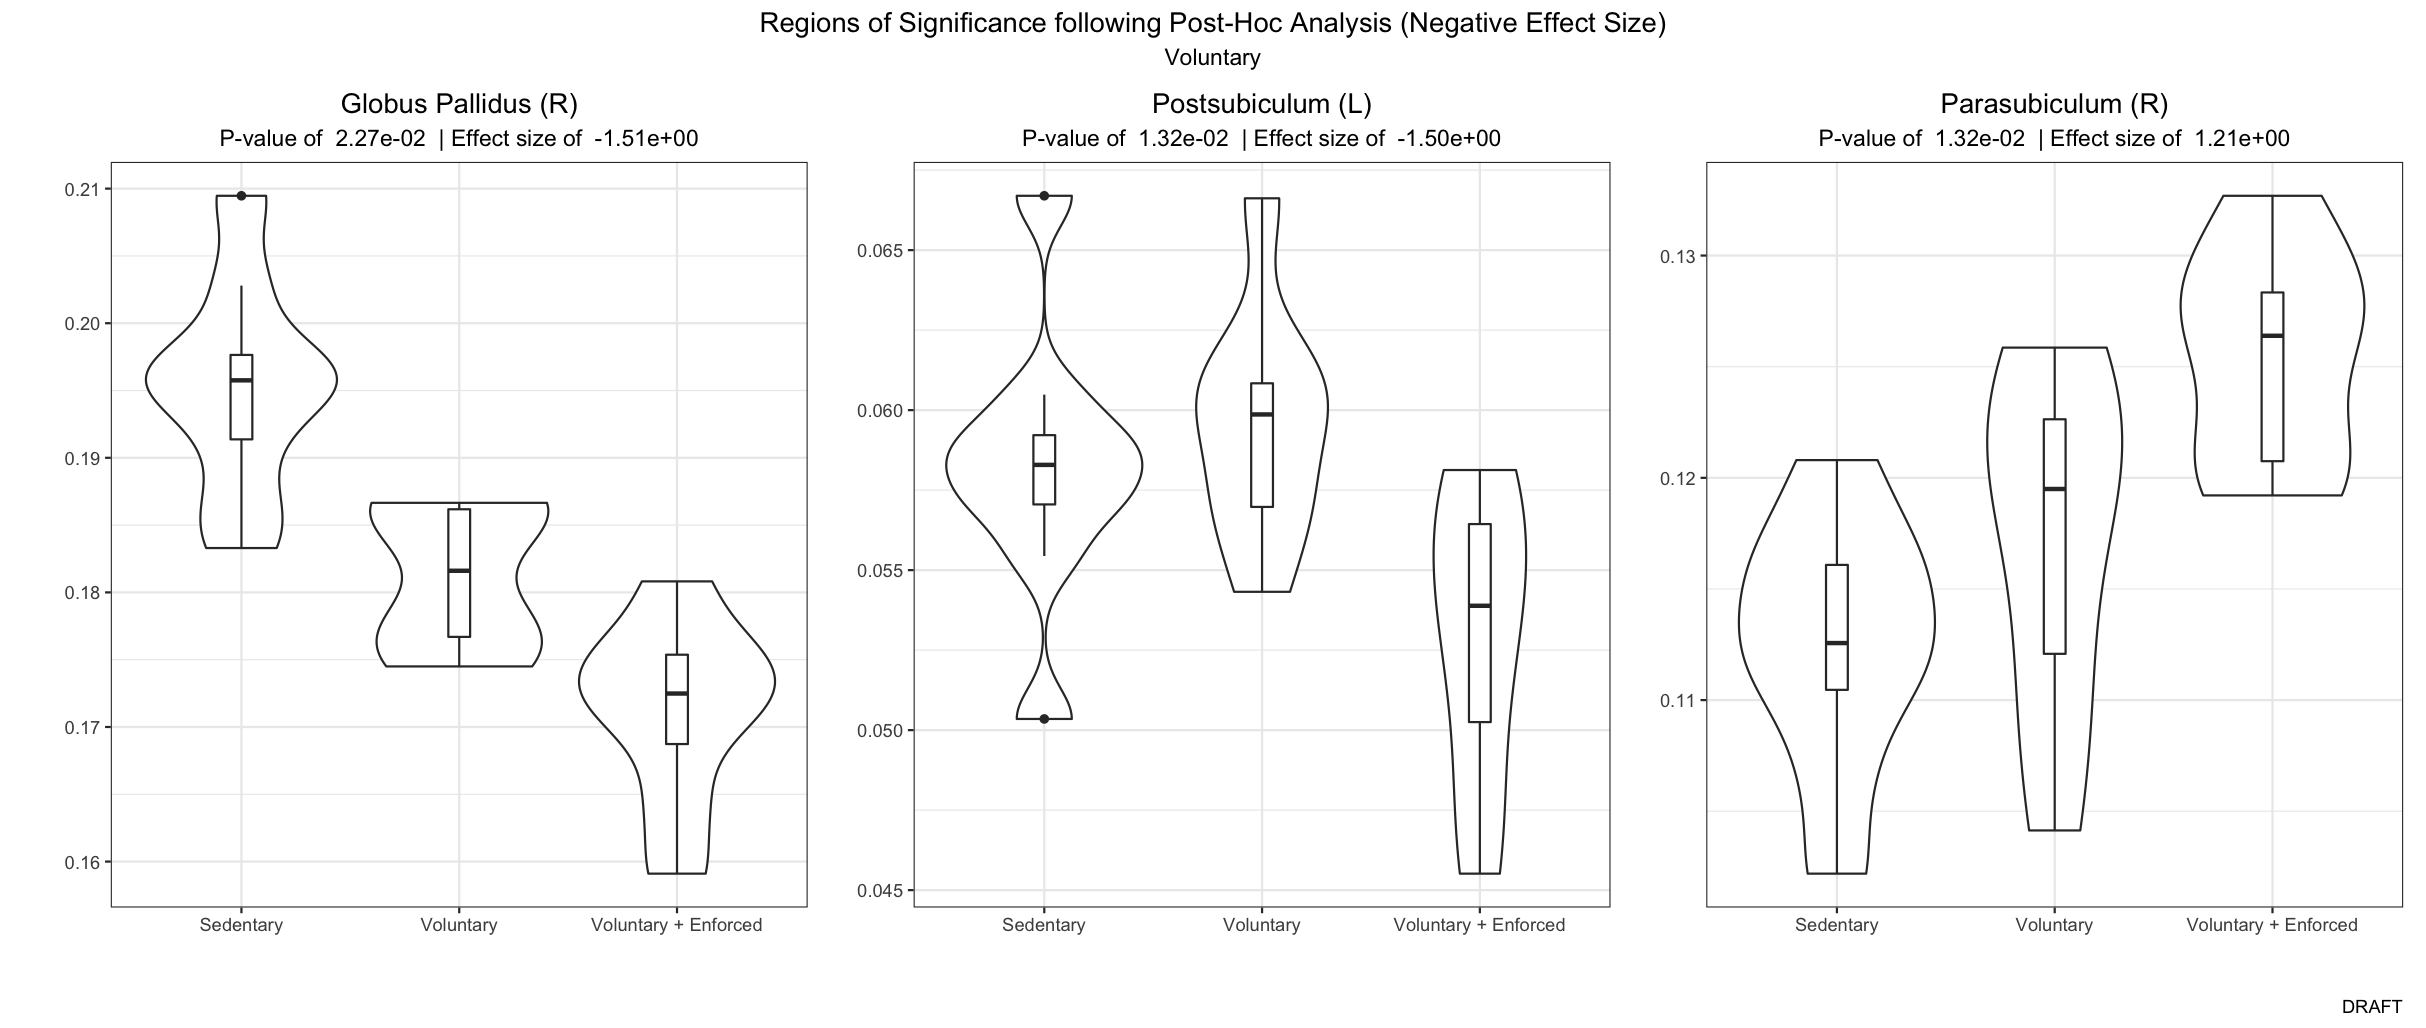 Regions of Significance following Post-Hoc Analysis (Negative Effect Size)
Voluntary
Globus Pallidus (R)
P-value of 2.27e-02 | Effect size of -1.51e+00
0.21
0.20
0.19
0.18
0.17
0.16
Sedentary
Voluntary
Voluntary + Enforced
Postsubiculum (L)
P-value of 1.32e-02 | Effect size of -1.50e+00
0.065
0.060
0.055
0.050
0.045
Sedentary
Voluntary
Voluntary + Enforced
Parasubiculum (R)
P-value of 1.32e-02 | Effect size of 1.21e+00
0.13
0.12
0.11
Sedentary
Voluntary
Voluntary + Enforced
DRAFT